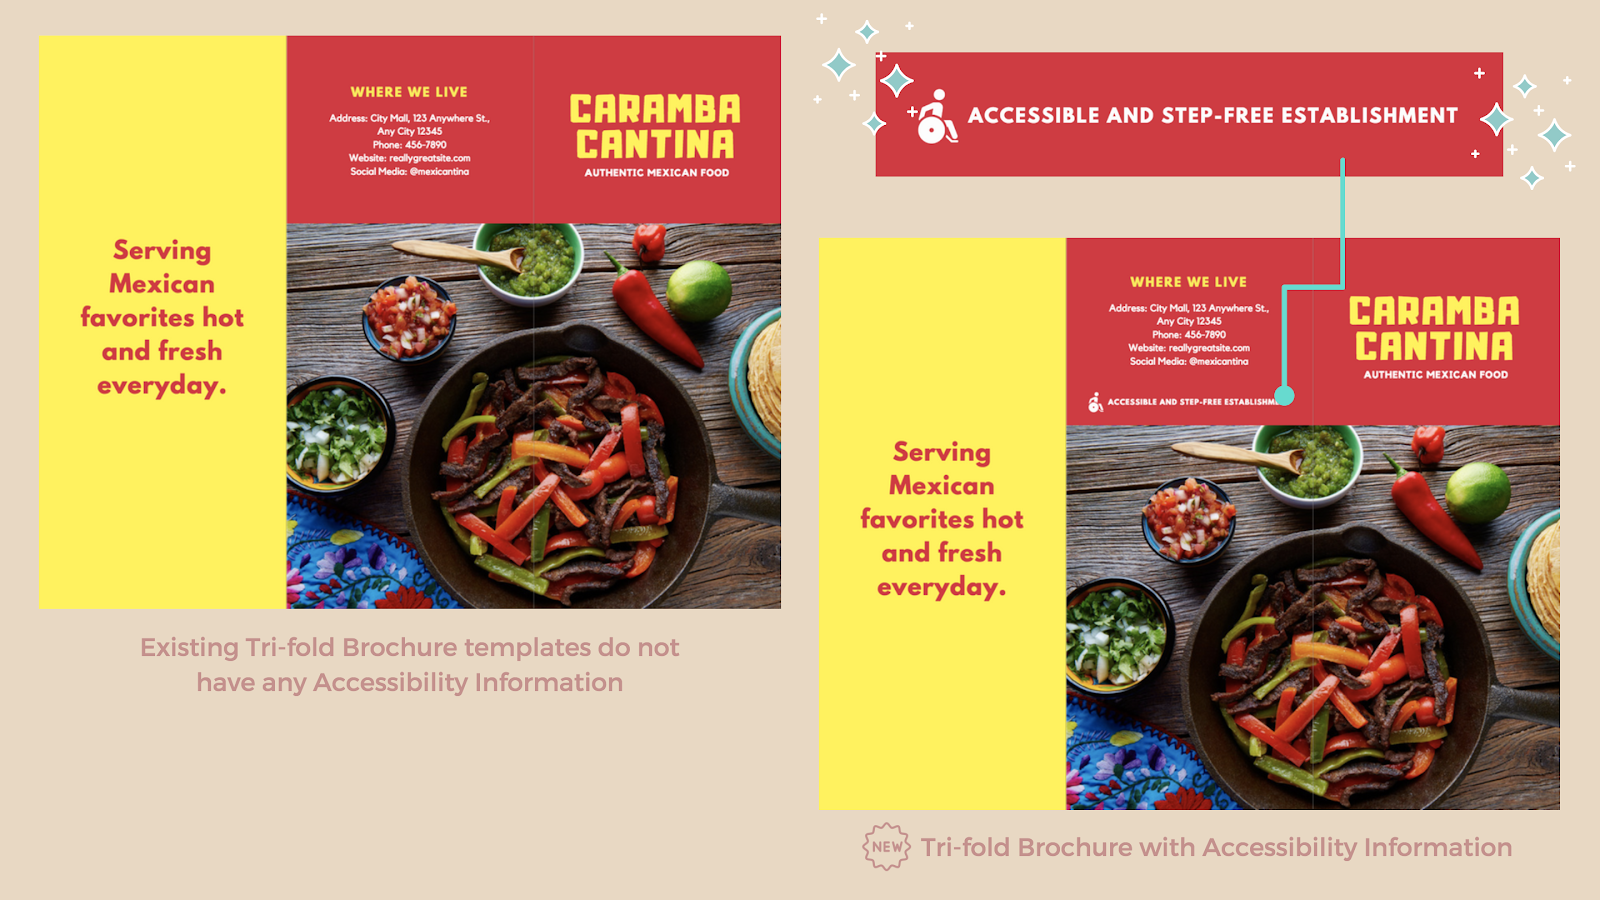 WHERE WE LIVE
Address: City Mall, 123 Anywhere St.,
Any City 12345
Phone: 456-7890
Website: reallygreatsite.com
Social Media: @mexicantina
CARAMBA
CANTINA
AUTHENTIC MEXICAN FOOD
Serving
Mexican
favorites hot
and fresh
everyday.
Existing Tri-fold Brochure templates do not
have any Accessibility Information
ACCESSIBLE AND STEP-FREE ESTABLISHMENT
WHERE WE LIVE
Address: City Mall, 123 Anywhere St.,
Any City 12345
Phone: 456-7890
Website: reallygreatsite.com
Social Media: @mexicantina
ACCESSIBLE AND STEP-FREE ESTABLISHM
CARAMBA
CANTINA
AUTHENTIC MEXICAN FOOD
Serving
Mexican
favorites hot
and fresh
everyday.
NEW Tri-fold Brochure with Accessibility Information